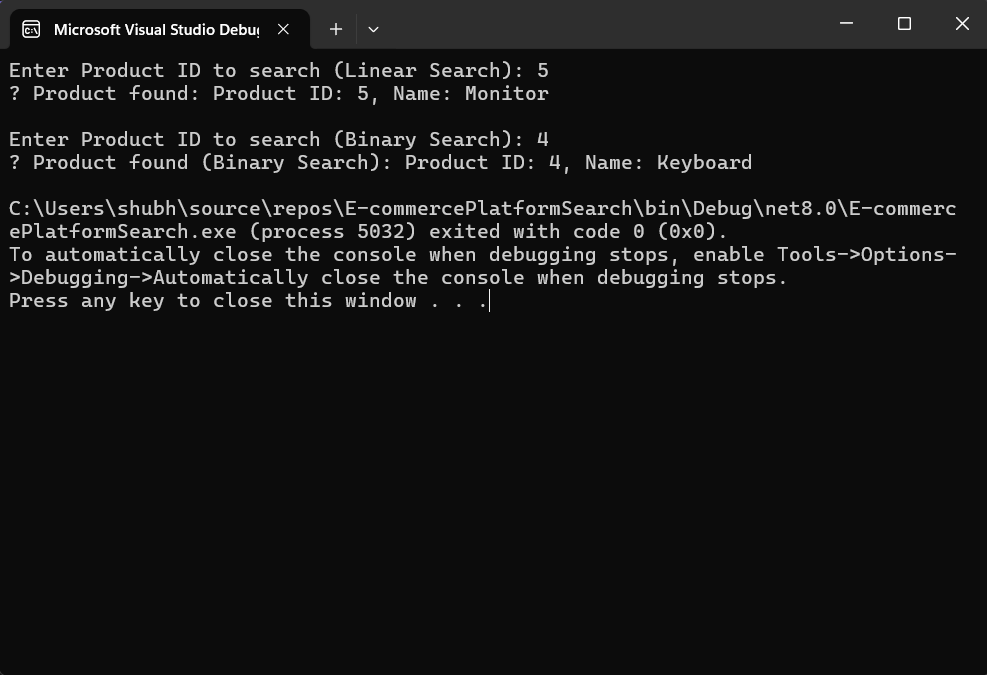 Microsoft Visual Studio Debug
Enter Product ID to search (Linear Search): 5
? Product found: Product ID: 5, Name: Monitor
Enter Product ID to search (Binary Search): 4
? Product found (Binary Search): Product ID: 4, Name: Keyboard
C:\Users\shubh\source\repos\E-commercePlatformSearch\bin\Debug\net8.0\E-commerc
ePlatformSearch.exe (process 5032) exited with code 0 (0x0).
To automatically close the console when debugging stops, enable Tools->Options-
>Debugging->Automatically close the console when debugging stops.
Press any key to close this window . . .